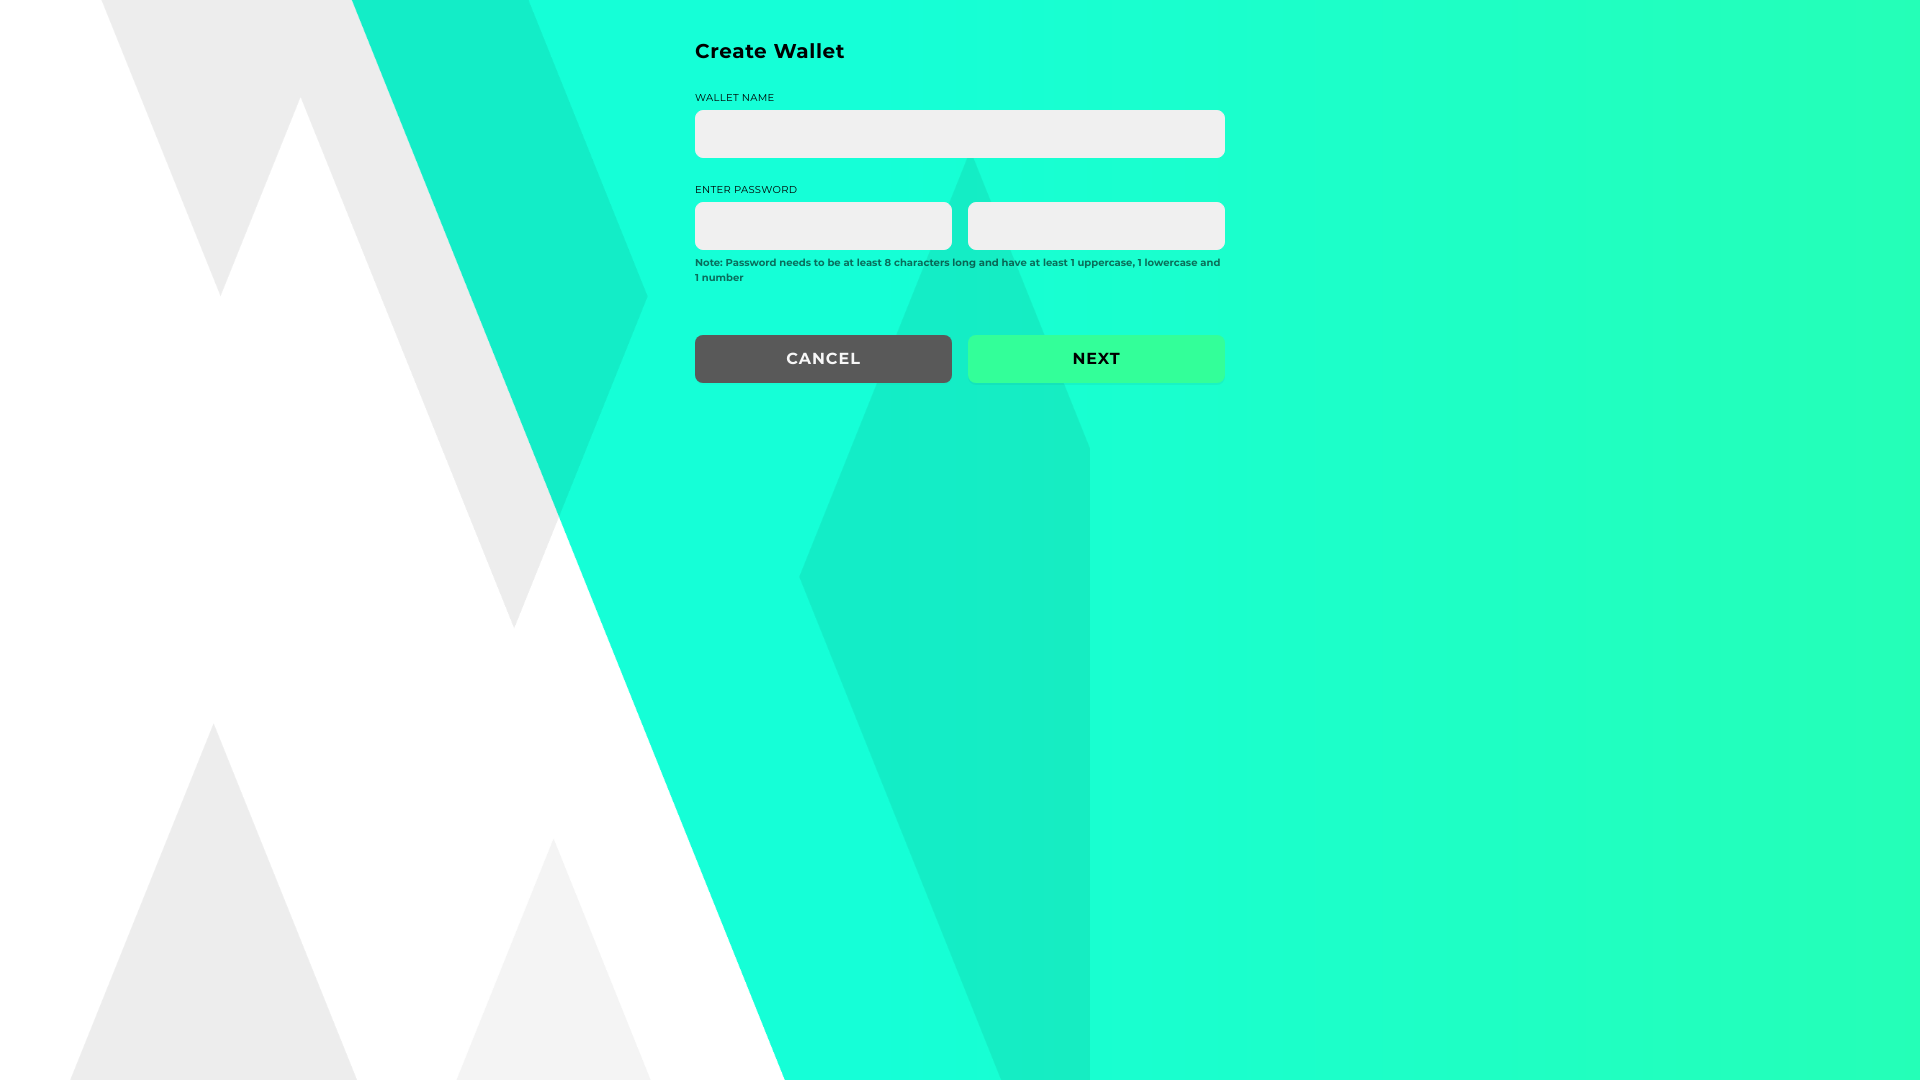 Create Wallet
WALLET NAME
ENTER PASSWORD
Note: Password needs to be at least 8 characters long and have at least 1 uppercase, 1 lowercase and
1 number
CANCEL
NEXT